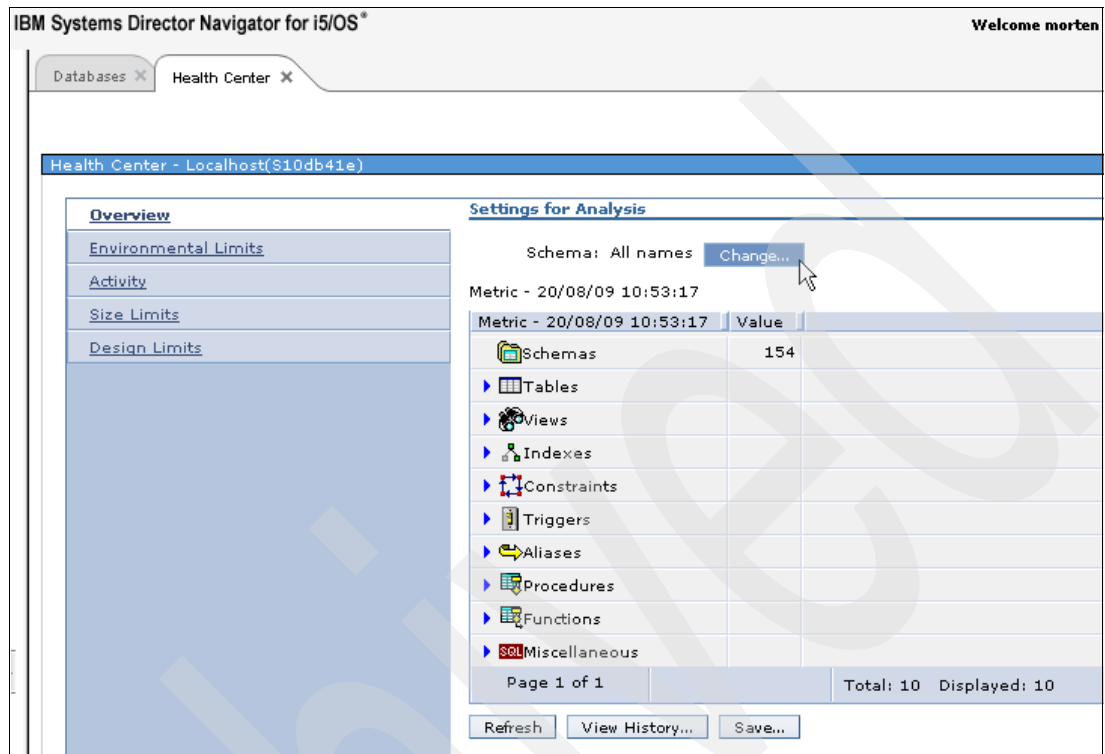 IBM Systems Director Navigator for i5/OS®
Welcome morten
Databases
Health Center
Health Center - Localhost(S10db41e)
Overview
Environmental Limits
Activity
Size Limits
Design Limits
Settings for Analysis
Schema: All names Change...
Metric - 20/08/09 10:53:17
Metric - 20/08/09 10:53:17 Value
Schemas 154
Tables
Views
Indexes
Constraints
Triggers
Aliases
Procedures
Functions
SQL Miscellaneous
Page 1 of 1 Total: 10 Displayed: 10
Refresh View History... Save...